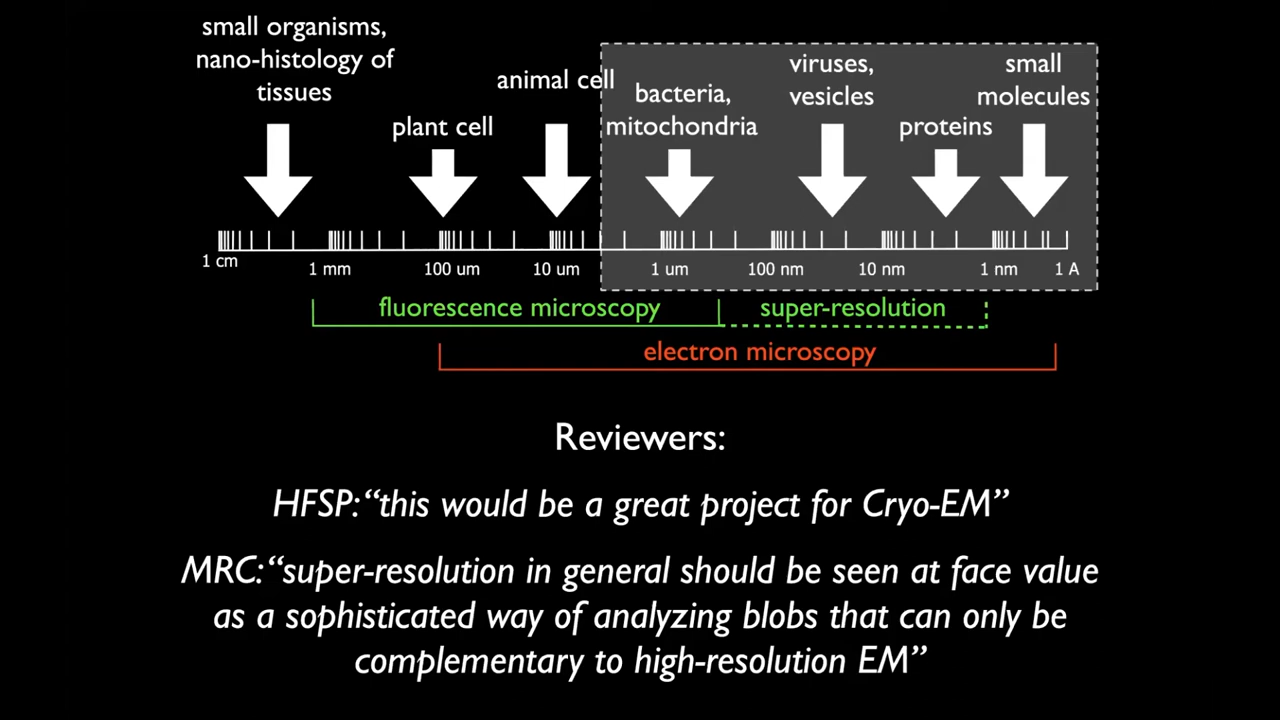 small organisms,
nano-histology of
tissues
plant cell
animal cell
bacteria,
mitochondria
viruses,
vesicles
proteins
small
molecules
1 cm
1 mm
100 um
10 um
1 um
100 nm
10 nm
1 nm
1 A
fluorescence microscopy
super-resolution
electron microscopy
Reviewers:
HFSP: “this would be a great project for Cryo-EM”
MRC: “super-resolution in general should be seen at face value
as a sophisticated way of analyzing blobs that can only be
complementary to high-resolution EM”